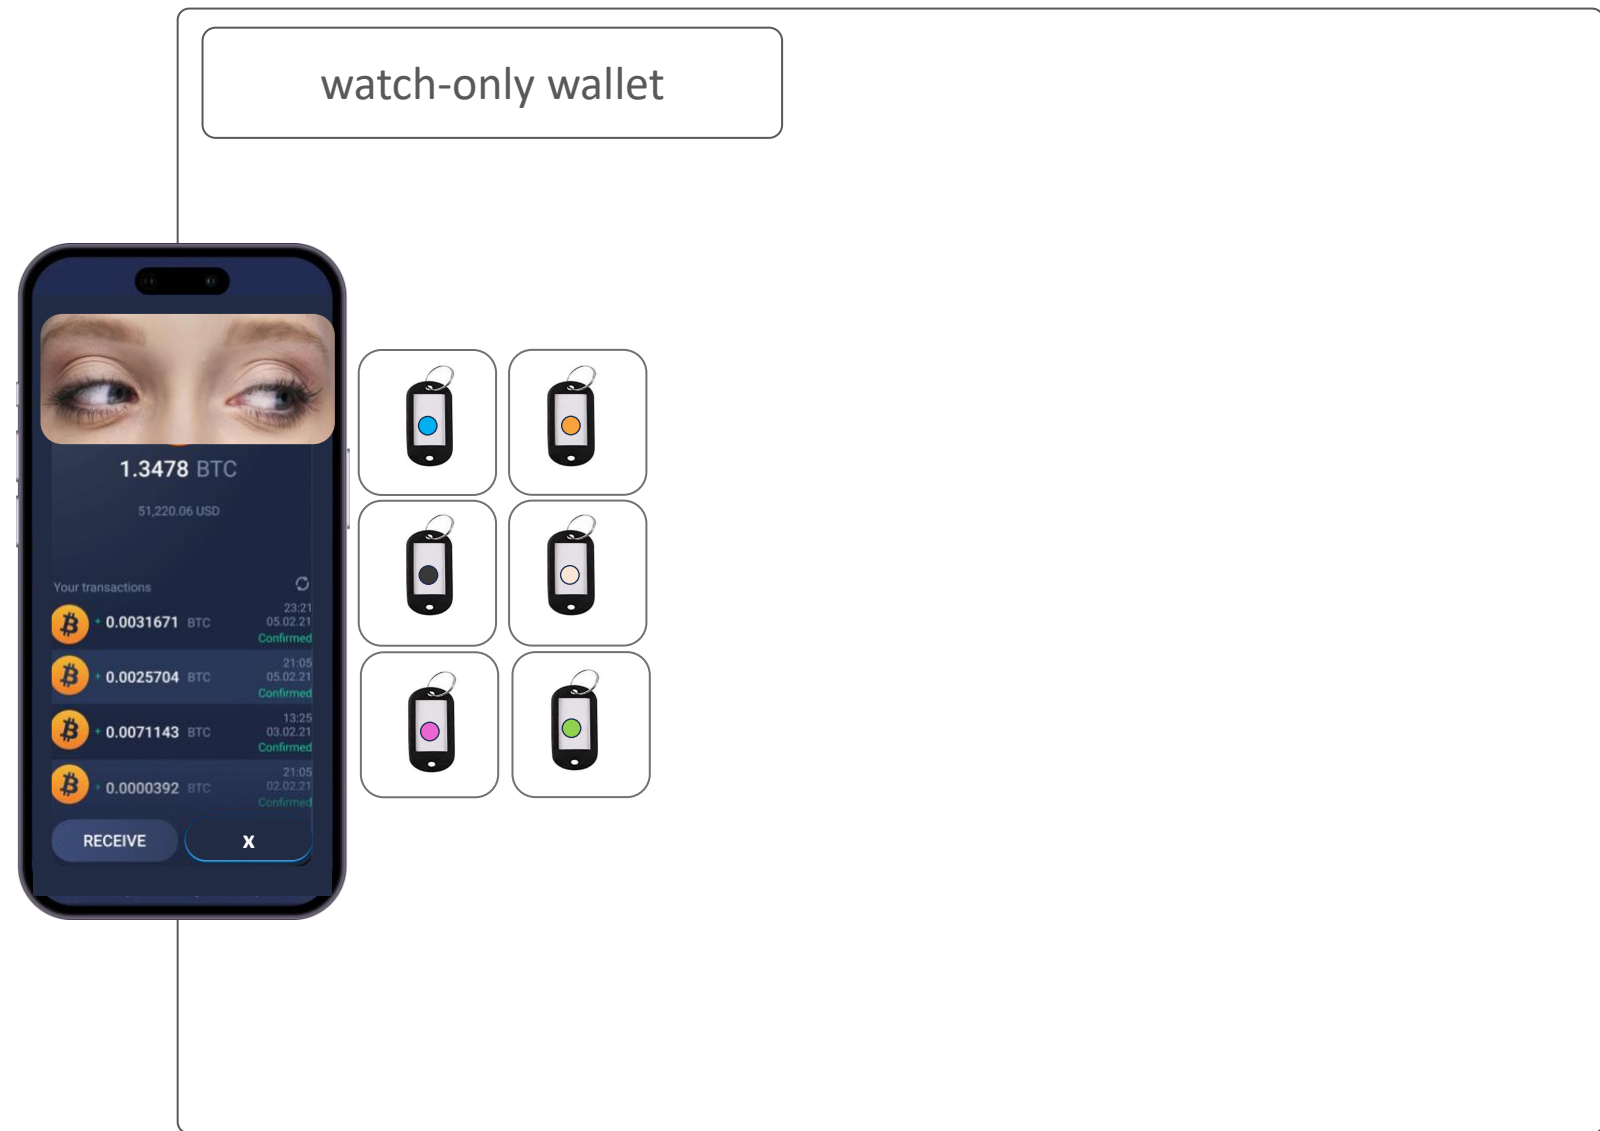 watch-only wallet
1.3478 BTC
51,220.06 USD
Your transactions
23:21
+ 0.0031671 BTC 05.02.21
Confirmed
21:05
+ 0.0025704 BTC 05.02.21
Confirmed
13:25
+ 0.0071143 BTC 03.02.21
Confirmed
21:05
+ 0.0000392 BTC 02.02.21
Confirmed
RECEIVE x